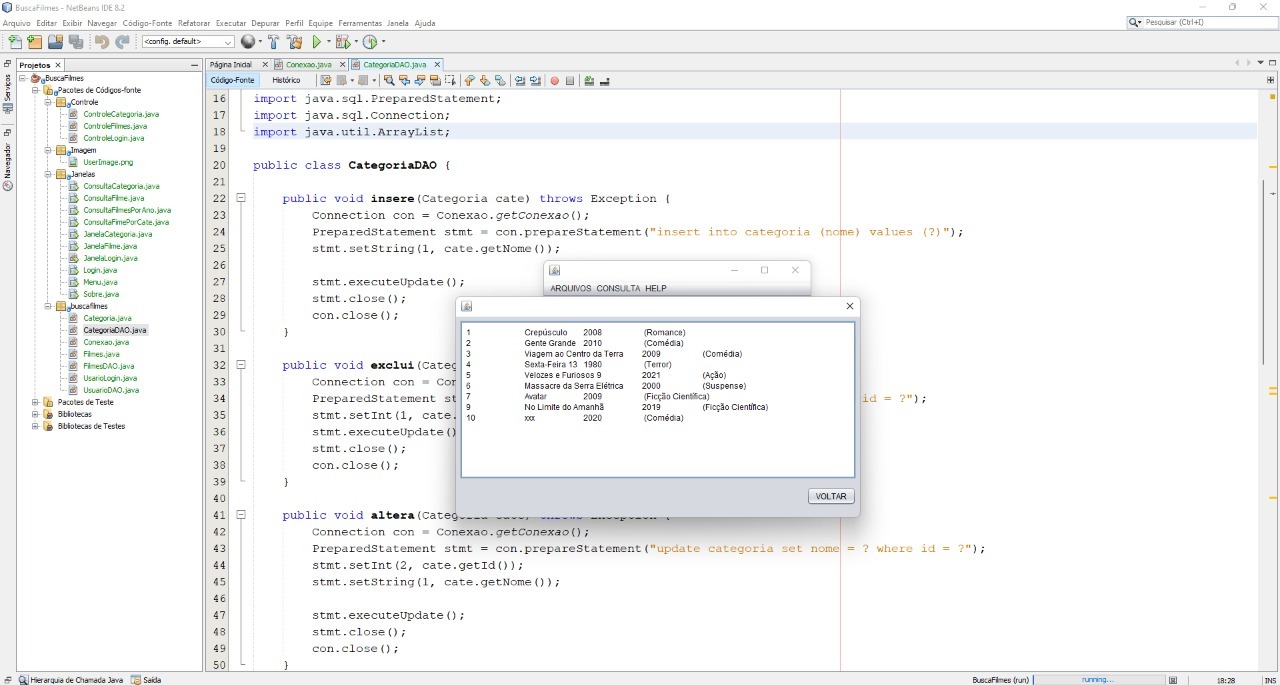 BuscaFilmes - NetBeans IDE 8.2
Arquivo Editar Exibir Navegar Código-Fonte Refatorar Executar Depurar Perfil Equipe Ferramentas Janela Ajuda
Pesquisar (Ctrl+I)
<config. default>
Projetos
Página Inicial
Conexao.java
CategoriaDAO.java
Código-Fonte
Histórico
Serviços
Navegador
BuscaFilmes
Pacotes de Códigos-fonte
Controle
ControleCategoria.java
ControleFilmes.java
ControleLogin.java
Imagem
UserImage.png
Janelas
ConsultaCategoria.java
ConsultaFilme.java
ConsultaFilmesPorAno.java
ConsultaFimePorCate.java
JanelaCategoria.java
JanelaFilme.java
JanelaLogin.java
Login.java
Menu.java
Sobre.java
buscafilmes
Categoria.java
CategoriaDAO.java
Conexao.java
Filmes.java
FilmesDAO.java
UsarioLogin.java
UsuarioDAO.java
Pacotes de Teste
Bibliotecas
Bibliotecas de Testes
16 import java.sql.PreparedStatement;
17 import java.sql.Connection;
18 import java.util.ArrayList;
19
20 public class CategoriaDAO {
21
22 public void insere(Categoria cate) throws Exception {
23 Connection con = Conexao.getConexao();
24 PreparedStatement stmt = con.prepareStatement("insert into categoria (nome) values (?)");
25 stmt.setString(1, cate.getNome());
26
27 stmt.executeUpdate();
28 stmt.close();
29 con.close();
30 }
31
32 public void exclui(Categ
33 Connection con = Con
34 PreparedStatement st id = ?");
35 stmt.setInt(1, cate.
36 stmt.executeUpdate()
37 stmt.close();
38 con.close();
39 }
40
41 public void altera(Categoria cate) throws Exception {
42 Connection con = Conexao.getConexao();
43 PreparedStatement stmt = con.prepareStatement("update categoria set nome = ? where id = ?");
44 stmt.setInt(2, cate.getId());
45 stmt.setString(1, cate.getNome());
46
47 stmt.executeUpdate();
48 stmt.close();
49 con.close();
50 }
ARQUIVOS CONSULTA HELP
1 Crepúsculo 2008 (Romance)
2 Gente Grande 2010 (Comédia)
3 Viagem ao Centro da Terra 2009 (Comédia)
4 Sexta-Feira 13 1980 (Terror)
5 Velozes e Furiosos 9 2021 (Ação)
6 Massacre da Serra Elétrica 2000 (Suspense)
7 Avatar 2009 (Ficção Científica)
9 No Limite do Amanhã 2019 (Ficção Científica)
10 xxx 2020 (Comédia)
VOLTAR
Hierarquia de Chamada Java
Saída
BuscaFilmes (run)
running...
18:28
INS